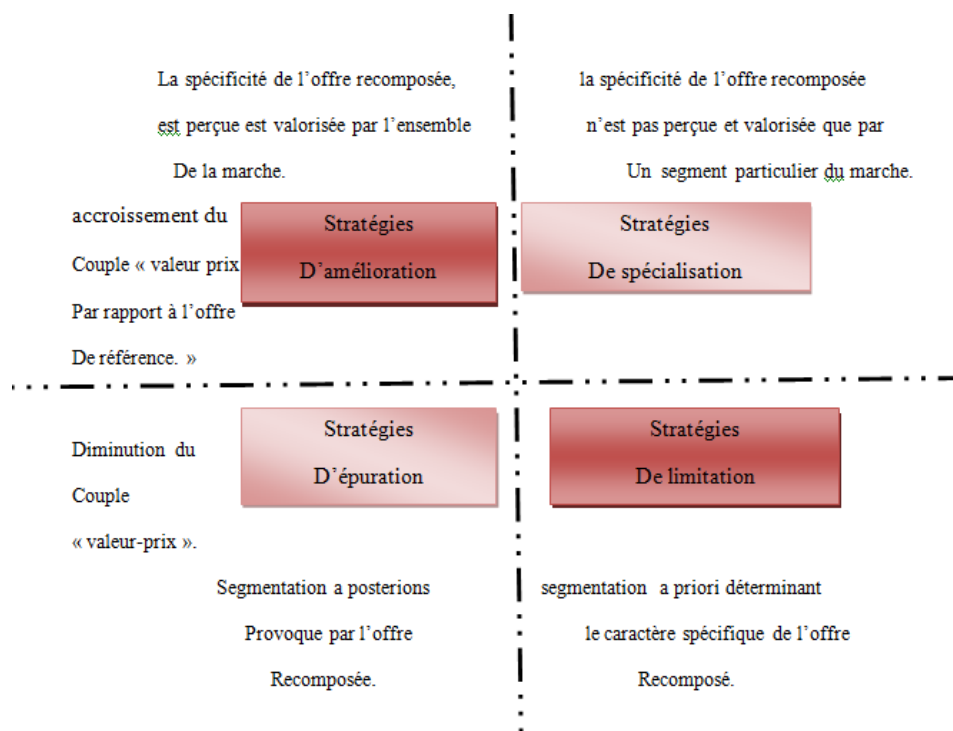 La spécificité de l’offre recomposée,
est perçue est valorisée par l’ensemble
De la marche.
la spécificité de l’offre recomposée
n’est pas perçue et valorisée que par
Un segment particulier du marche.
accroissement du
Couple « valeur prix
Par rapport à l’offre
De référence. »
Stratégies
D’amélioration
Stratégies
De spécialisation
Diminution du
Couple
« valeur-prix ».
Stratégies
D’épuration
Stratégies
De limitation
Segmentation a posterions
Provoque par l’offre
Recomposée.
segmentation a priori déterminant
le caractère spécifique de l’offre
Recomposé.